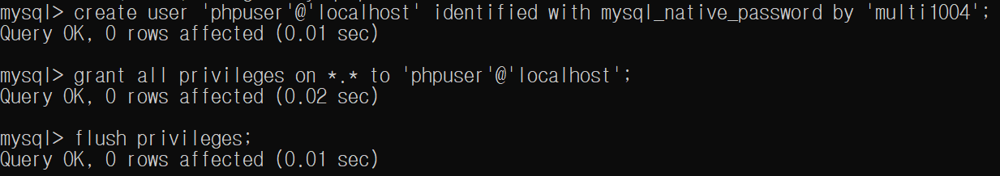 mysql> create user 'phpuser'@'localhost' identified with mysql_native_password by 'multi1004';
Query OK, 0 rows affected (0.01 sec)
mysql> grant all privileges on *.* to 'phpuser'@'localhost';
Query OK, 0 rows affected (0.02 sec)
mysql> flush privileges;
Query OK, 0 rows affected (0.01 sec)